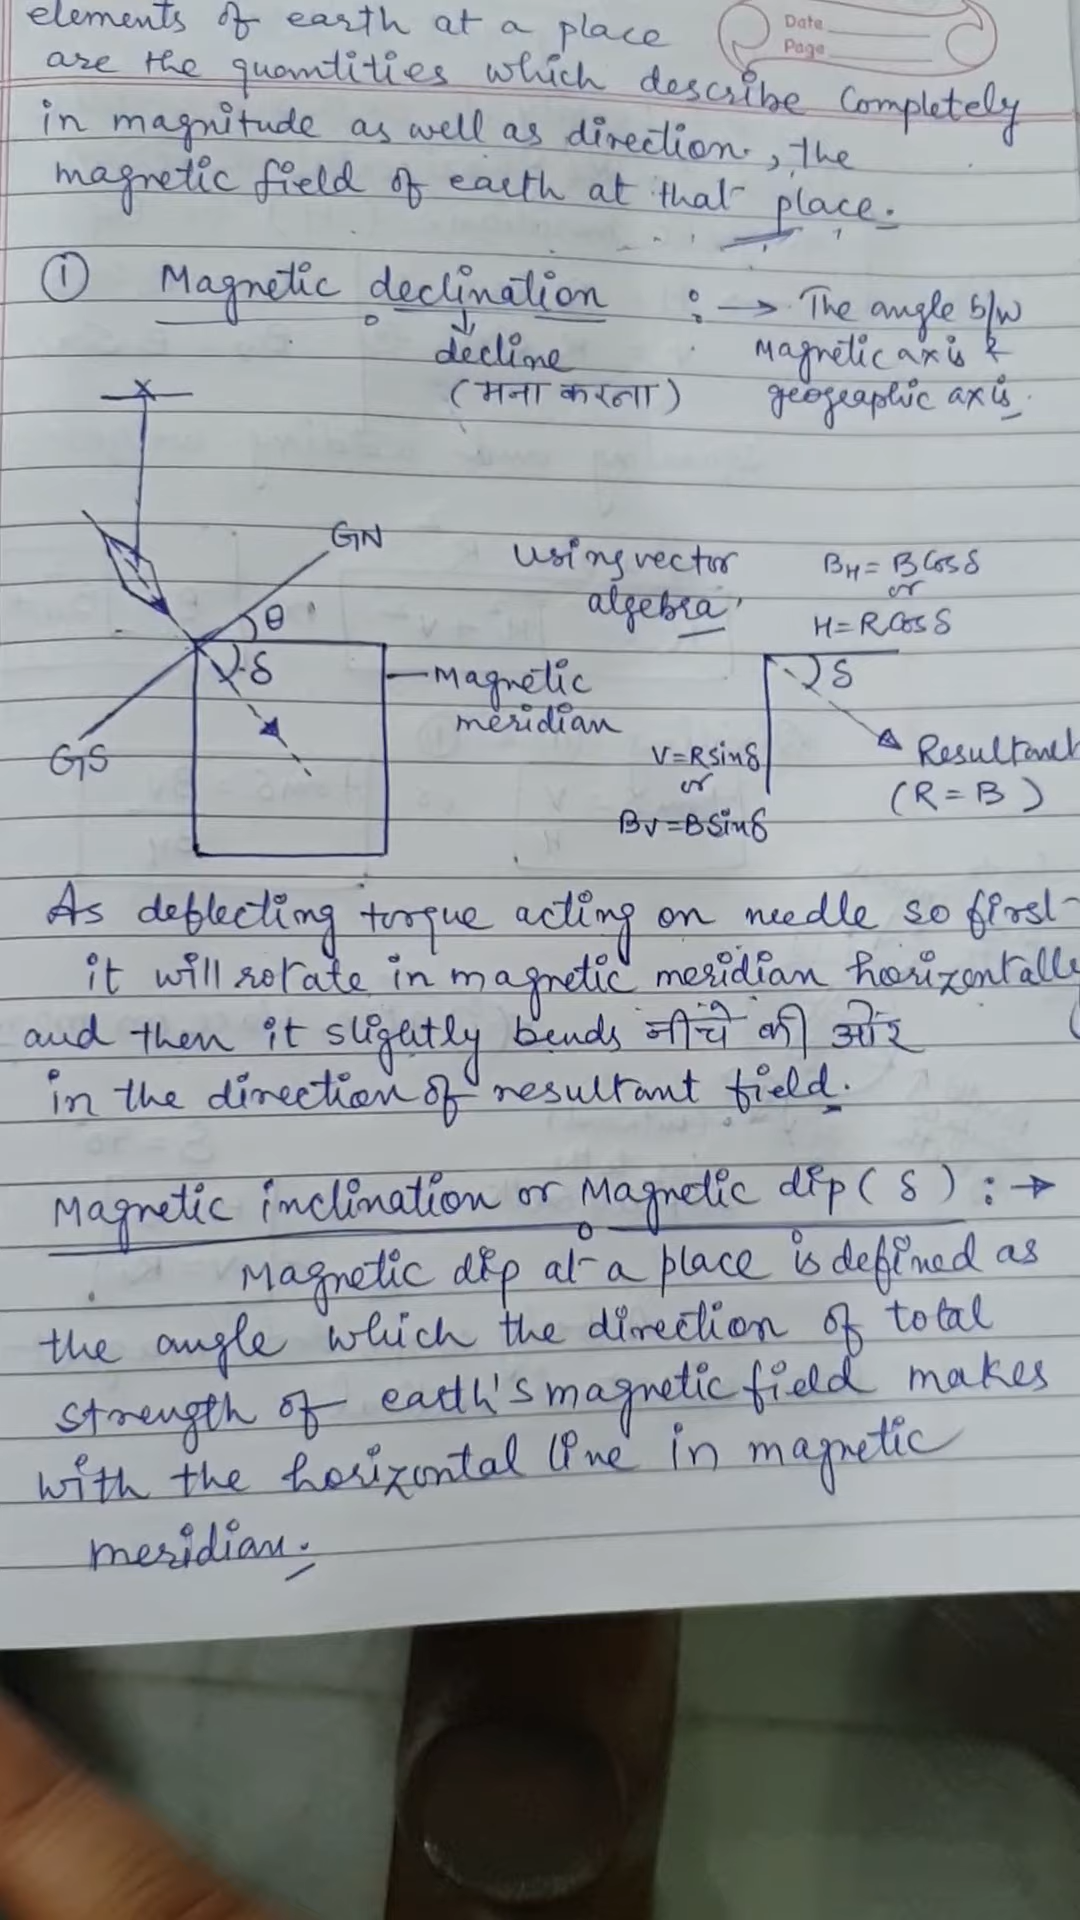 elements of earth at a place
Date
Page
are the quantities which describe completely
in magnitude as well as direction, the
magnetic field of earth at that place.
① Magnetic declination :→ The angle b/w
decline
(मना करना)
Magnetic axis &
geographic axis.
GN
θ
δ
GS
Magnetic
meridian
Using vector
algebra,
BH = B cos δ
or
H = R cos δ
δ
V = R sin δ
or
BV = B sin δ
Resultant
(R = B)
As deflecting torque acting on needle so first
it will rotate in magnetic meridian horizontally
and then it slightly bends नीचे की ओर
in the direction of resultant field.
Magnetic inclination or Magnetic dip (δ) :→
Magnetic dip at a place is defined as
the angle which the direction of total
strength of earth's magnetic field makes
with the horizontal line in magnetic
meridian.